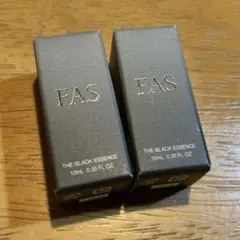 FAS
THE BLACK ESSENCE
10mL 0.33 FL. OZ
FAS
THE BLACK ESSENCE
10mL 0.33 FL. OZ